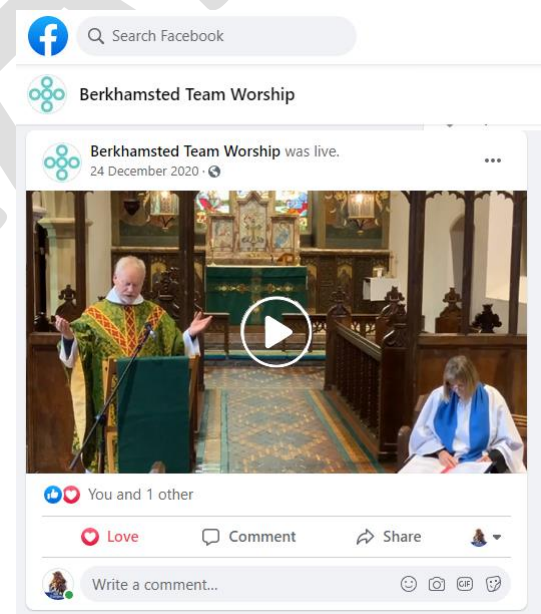 Search Facebook
Berkhamsted Team Worship
Berkhamsted Team Worship was live.
24 December 2020 ·
You and 1 other
Love Comment Share
Write a comment...
GIF